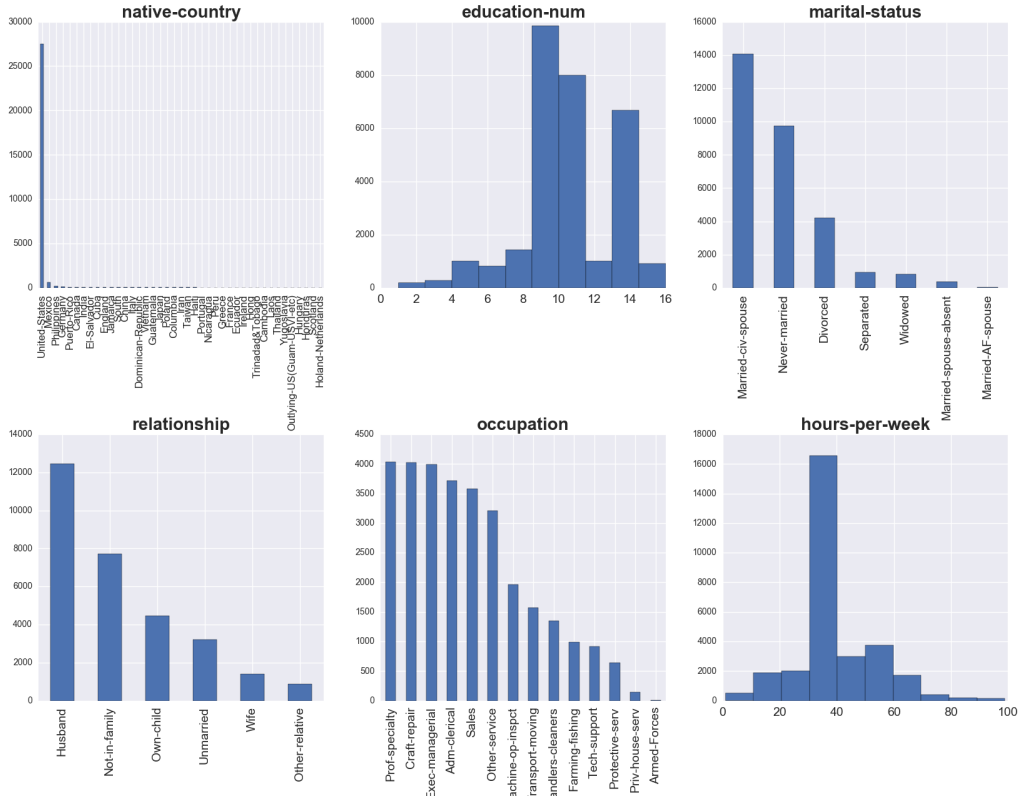 native-country
education-num
marital-status
30000
25000
20000
15000
10000
5000
0
United-States
Mexico
Philippines
Germany
Puerto-Rico
Canada
India
El-Salvador
Cuba
England
Jamaica
South
China
Italy
Dominican-Republic
Vietnam
Guatemala
Japan
Poland
Columbia
Iran
Taiwan
Haiti
Portugal
Nicaragua
Peru
Greece
France
Ecuador
Ireland
Hong
Trinadad&Tobago
Cambodia
Laos
Thailand
Yugoslavia
Outlying-US(Guam-USVI-etc)
Hungary
Honduras
Scotland
Holand-Netherlands
10000
8000
6000
4000
2000
0
0 2 4 6 8 10 12 14 16
16000
14000
12000
10000
8000
6000
4000
2000
0
Married-civ-spouse
Never-married
Divorced
Separated
Widowed
Married-spouse-absent
Married-AF-spouse
relationship
occupation
hours-per-week
14000
12000
10000
8000
6000
4000
2000
0
Husband
Not-in-family
Own-child
Unmarried
Wife
Other-relative
4500
4000
3500
3000
2500
2000
1500
1000
500
0
Prof-specialty
Craft-repair
Exec-managerial
Adm-clerical
Sales
Other-service
achine-op-inspct
ransport-moving
andlers-cleaners
Farming-fishing
Tech-support
Protective-serv
Priv-house-serv
Armed-Forces
18000
16000
14000
12000
10000
8000
6000
4000
2000
0
0 20 40 60 80 100